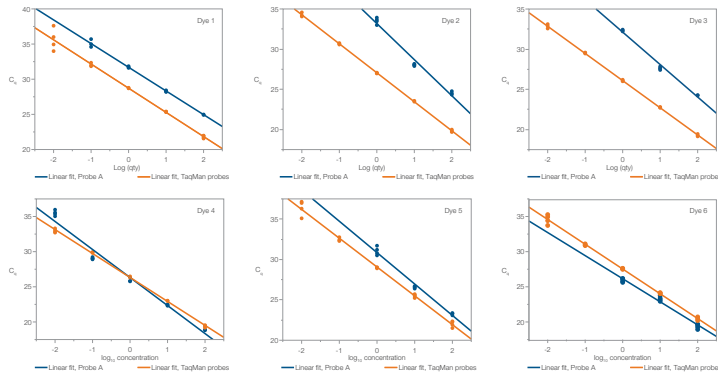 40
35
30
25
20
Cq
Dye 1
-2 -1 0 1 2
Log (qty)
Linear fit, Probe A Linear fit, TaqMan probes
35
30
25
20
Dye 2
-2 -1 0 1 2
Log (qty)
Linear fit, Probe A Linear fit, TaqMan probes
35
30
25
20
Dye 3
-2 -1 0 1 2
Log (qty)
Linear fit, Probe A Linear fit, TaqMan probes
35
30
25
20
Dye 4
-2 -1 0 1 2
log₁₀ concentration
Linear fit, Probe A Linear fit, TaqMan probes
35
30
25
20
Dye 5
-2 -1 0 1 2
log₁₀ concentration
Linear fit, Probe A Linear fit, TaqMan probes
35
30
25
20
Dye 6
-2 -1 0 1 2
log₁₀ concentration
Linear fit, Probe A Linear fit, TaqMan probes